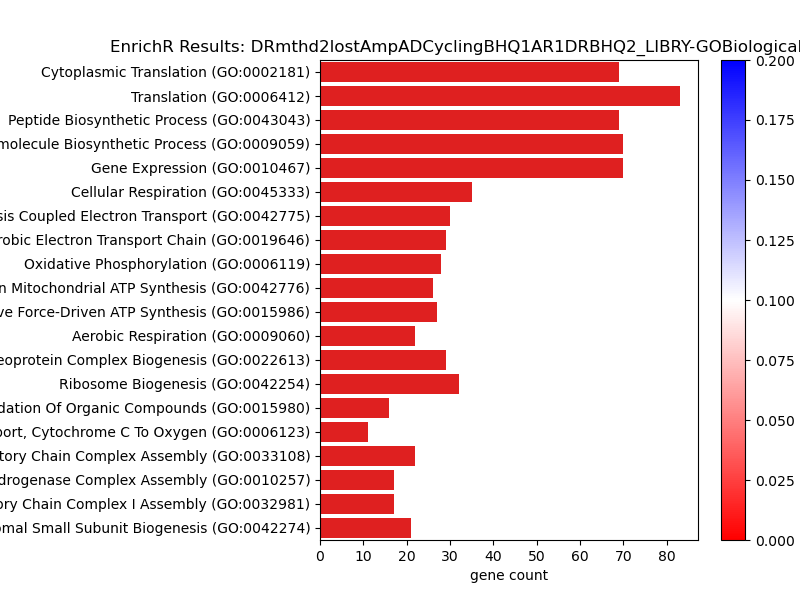 EnrichR Results: DRmthd2lostAmpADCyclingBHQ1AR1DRBHQ2_LIBRY-GOBiological
Cytoplasmic Translation (GO:0002181)
Translation (GO:0006412)
Peptide Biosynthetic Process (GO:0043043)
molecule Biosynthetic Process (GO:0009059)
Gene Expression (GO:0010467)
Cellular Respiration (GO:0045333)
sis Coupled Electron Transport (GO:0042775)
robic Electron Transport Chain (GO:0019646)
Oxidative Phosphorylation (GO:0006119)
n Mitochondrial ATP Synthesis (GO:0042776)
ve Force-Driven ATP Synthesis (GO:0015986)
Aerobic Respiration (GO:0009060)
eoprotein Complex Biogenesis (GO:0022613)
Ribosome Biogenesis (GO:0042254)
dation Of Organic Compounds (GO:0015980)
port, Cytochrome C To Oxygen (GO:0006123)
tory Chain Complex Assembly (GO:0033108)
drogenase Complex Assembly (GO:0010257)
ory Chain Complex I Assembly (GO:0032981)
omal Small Subunit Biogenesis (GO:0042274)
0 10 20 30 40 50 60 70 80
gene count
0.200
0.175
0.150
0.125
0.100
0.075
0.050
0.025
0.000